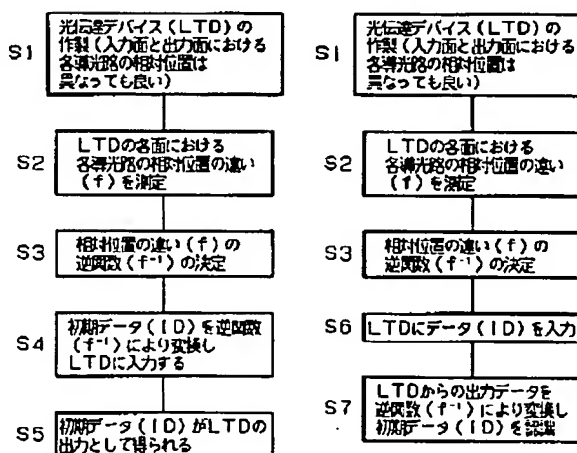 S1
光伝達デバイス(LTD)の
作製(入力面と出力面における
各導光路の相対位置は
異なっても良い)
S2
LTDの各面における
各導光路の相対位置の違い
(f)を測定
S3
相対位置の違い(f)の
逆関数(f⁻¹)の決定
S4
初期データ(ID)を逆関数
(f⁻¹)により変換し
LTDに入力する
S5
初期データ(ID)がLTDの
出力として得られる
S1
光伝達デバイス(LTD)の
作製(入力面と出力面における
各導光路の相対位置は
異なっても良い)
S2
LTDの各面における
各導光路の相対位置の違い
(f)を測定
S3
相対位置の違い(f)の
逆関数(f⁻¹)の決定
S6
LTDにデータ(ID)を入力
S7
LTDからの出力データを
逆関数(f⁻¹)により変換し
初期データ(ID)を認識